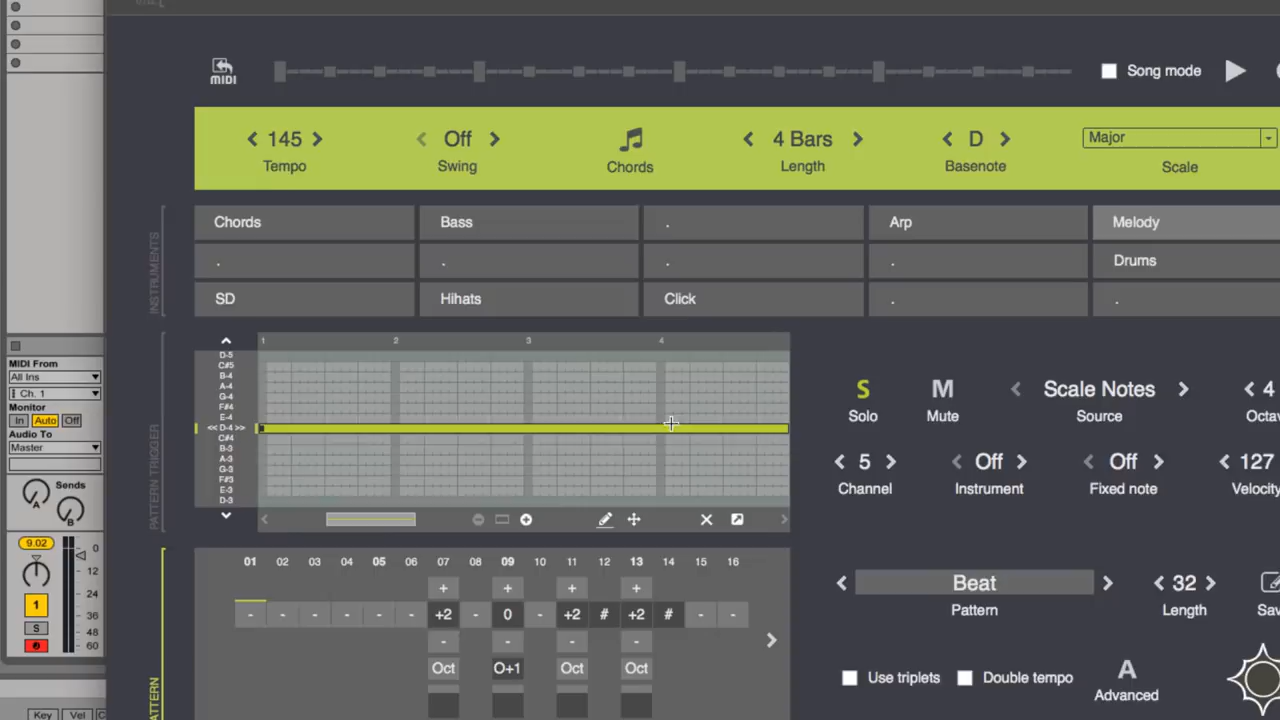 MIDI
Song mode
145 Off 4 Bars D Major
Tempo Swing Chords Length Basenote Scale
INSTRUMENTS
Chords Bass . Arp Melody
. . . . Drums
SD Hihats Click . .
MIDI From
All Ins
Ch. 1
Monitor
In Auto Off
Audio To
Master
Sends
A B
9.02
0
12
24
36
48
60
1
S
Key Vel C
PATTERN TRIGGER
1 2 3 4
D-5
C#5
B-4
A-4
G-4
F#4
E-4
<< D-4 >>
C#4
B-3
A-3
G-3
F#3
E-3
D-3
S M Scale Notes 4
Solo Mute Source Octav
5 Off Off 127
Channel Instrument Fixed note Velocity
PATTERN
01 02 03 04 05 06 07 08 09 10 11 12 13 14 15 16
+ + + +
- - - - - - +2 - 0 - +2 # +2 # - -
- - - -
Oct O+1 Oct Oct
Beat 32
Pattern Length Sav
Use triplets Double tempo A
Advanced